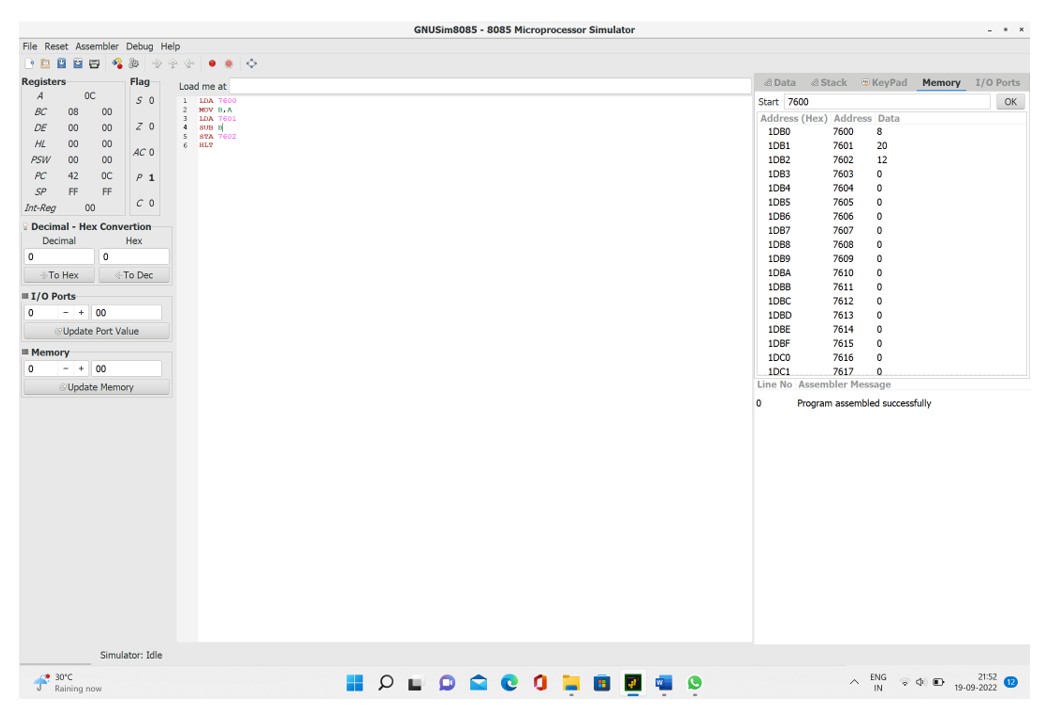 GNUSim8085 - 8085 Microprocessor Simulator
File Reset Assembler Debug Help
Registers
A 0C
BC 08 00
DE 00 00
HL 00 00
PSW 00 00
PC 42 0C
SP FF FF
Int-Reg 00
Flag
S 0
Z 0
AC 0
P 1
C 0
Decimal - Hex Convertion
Decimal Hex
0 0
To Hex To Dec
I/O Ports
0 - + 00
Update Port Value
Memory
0 - + 00
Update Memory
Load me at
1 LDA 7600
2 MOV B,A
3 LDA 7601
4 SUB B
5 STA 7602
6 HLT
Data Stack KeyPad Memory I/O Ports
Start 7600 OK
Address (Hex) Address Data
1DB0 7600 8
1DB1 7601 20
1DB2 7602 12
1DB3 7603 0
1DB4 7604 0
1DB5 7605 0
1DB6 7606 0
1DB7 7607 0
1DB8 7608 0
1DB9 7609 0
1DBA 7610 0
1DBB 7611 0
1DBC 7612 0
1DBD 7613 0
1DBE 7614 0
1DBF 7615 0
1DC0 7616 0
1DC1 7617 0
Line No Assembler Message
0 Program assembled successfully
Simulator: Idle
30°C
Raining now
ENG
IN
21:52
19-09-2022
12